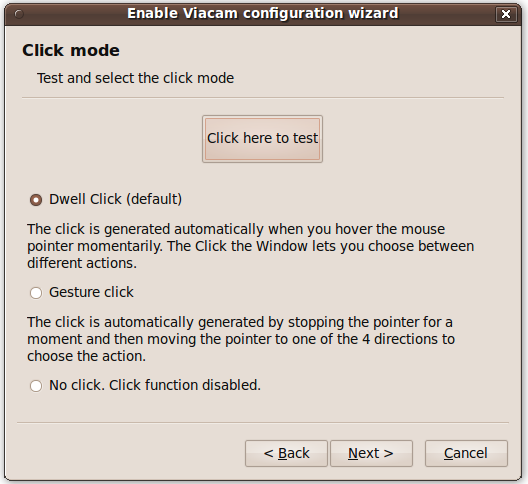 Enable Viacam configuration wizard
Click mode
Test and select the click mode
Click here to test
Dwell Click (default)
The click is generated automatically when you hover the mouse
pointer momentarily. The Click the Window lets you choose between
different actions.
Gesture click
The click is automatically generated by stopping the pointer for a
moment and then moving the pointer to one of the 4 directions to
choose the action.
No click. Click function disabled.
< Back
Next >
Cancel